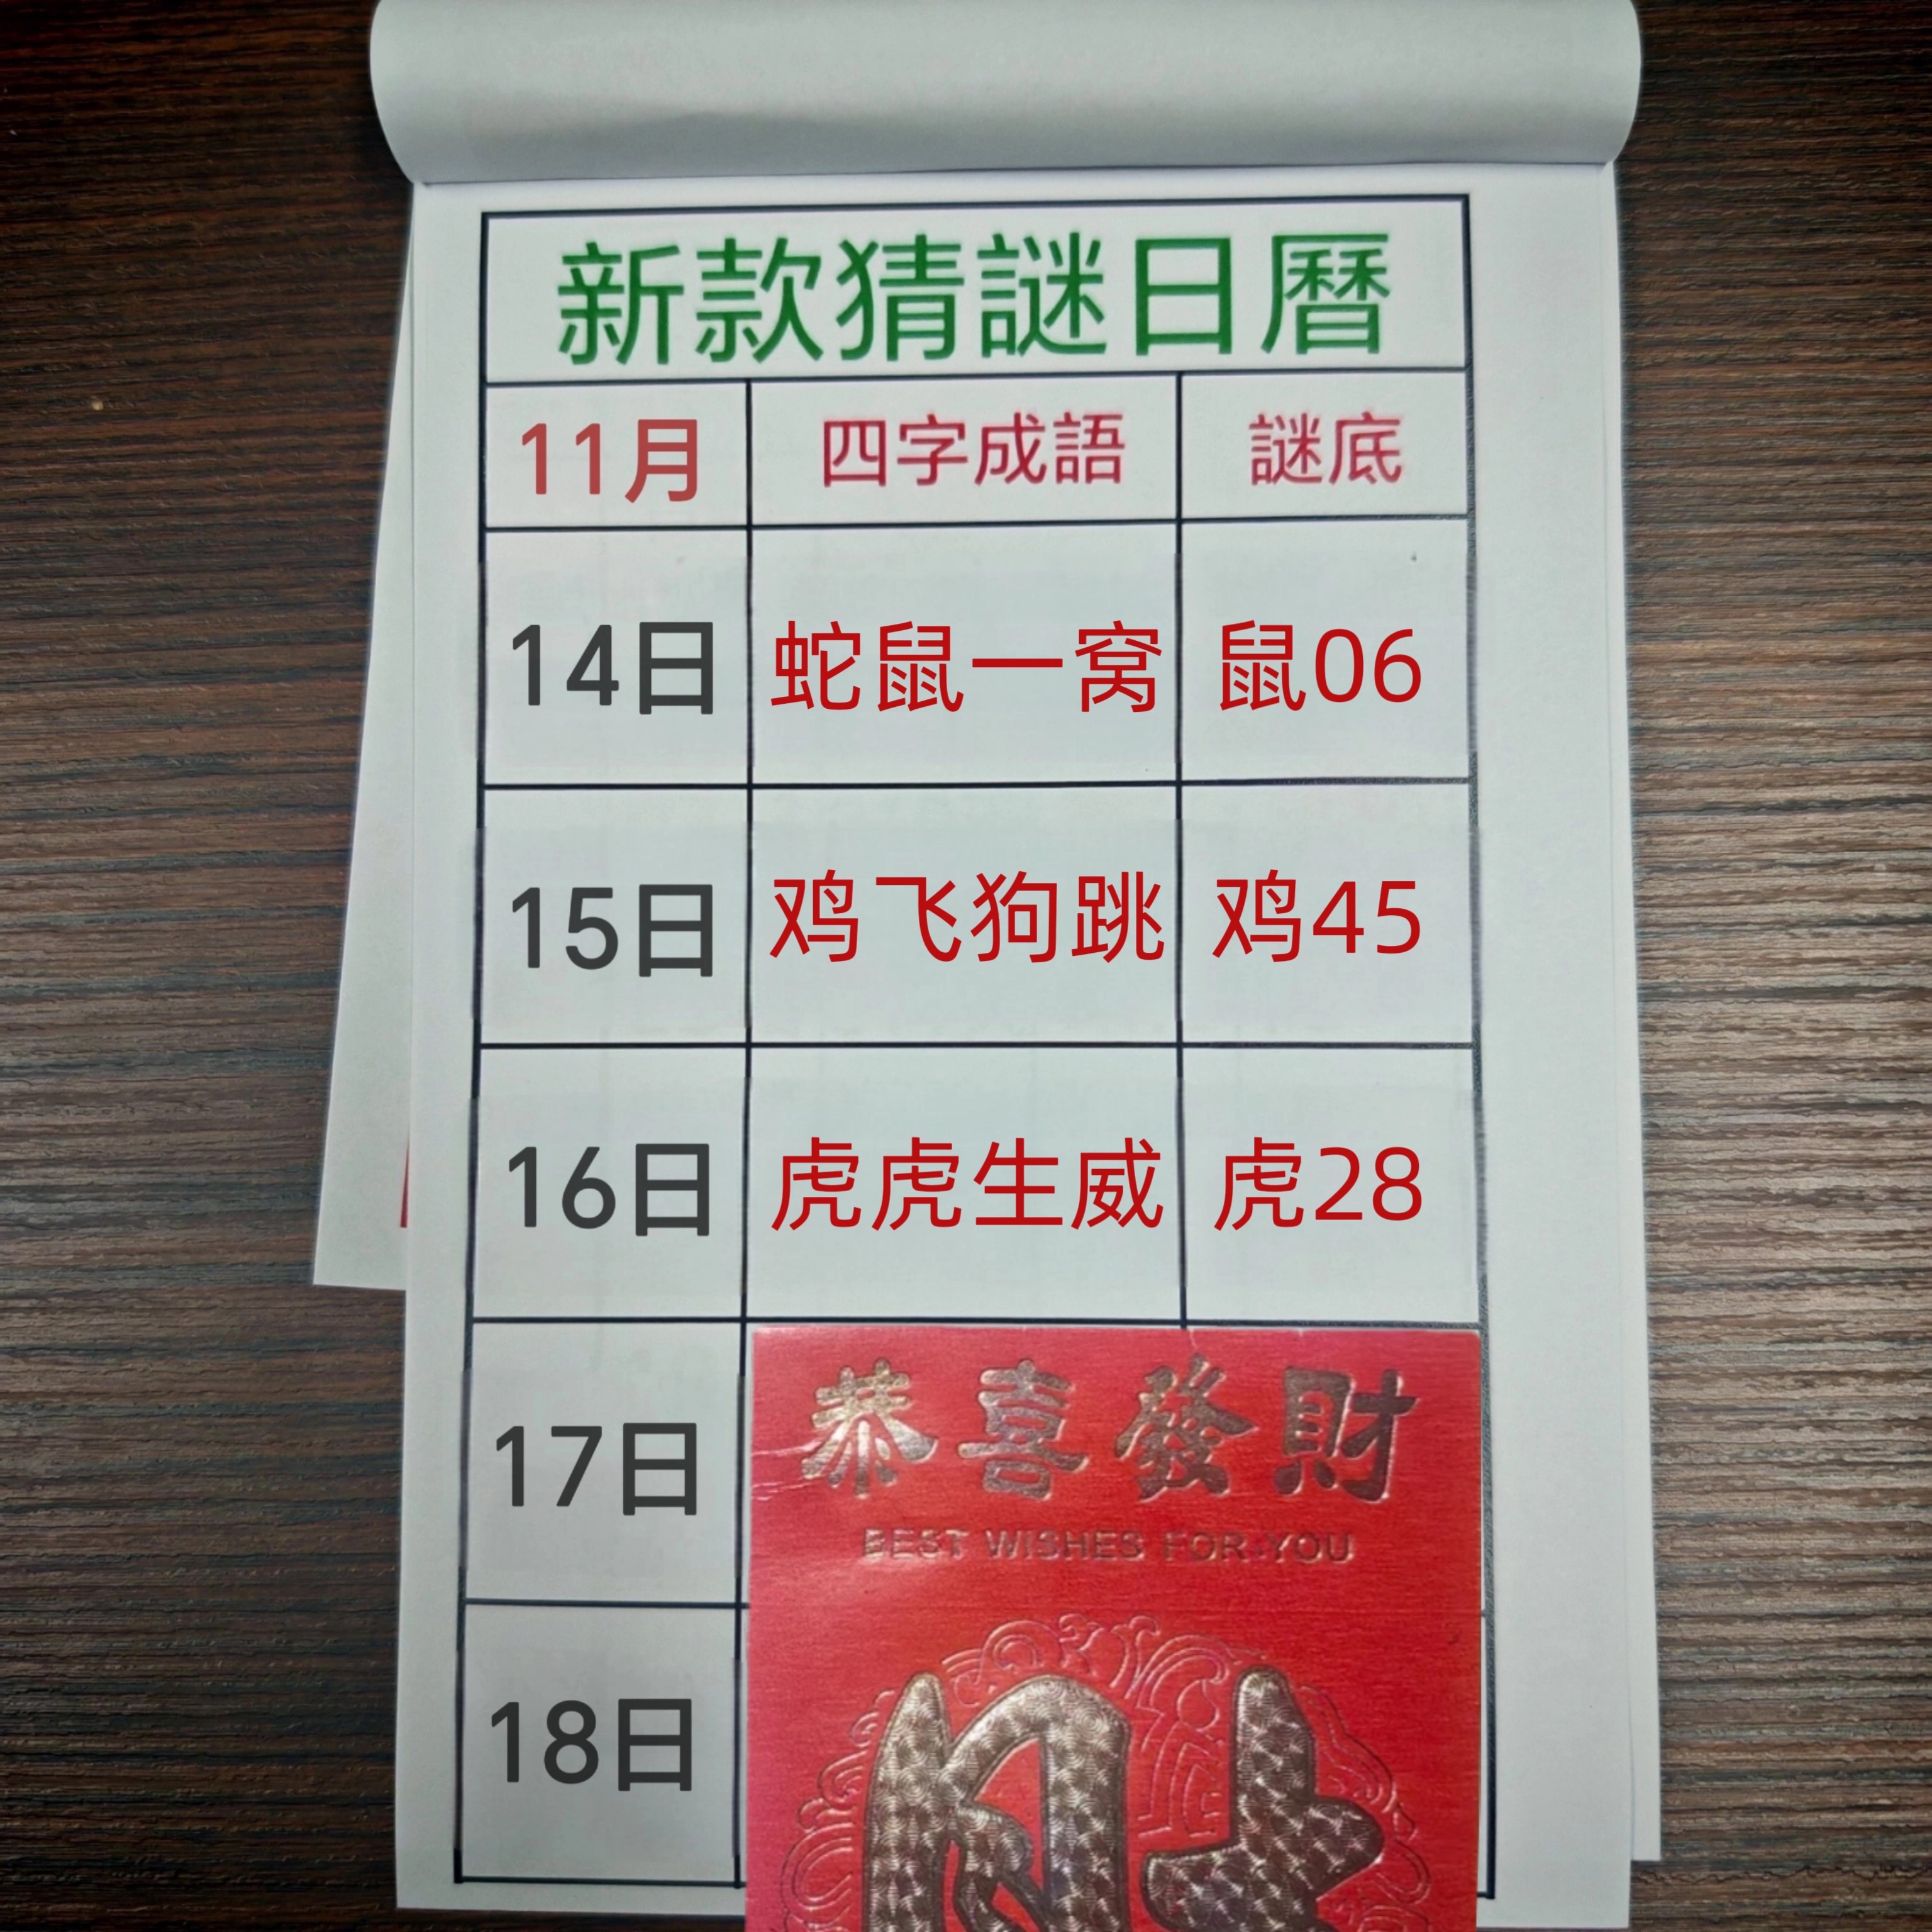 新款猜謎日曆
11月 四字成語 謎底
14日 蛇鼠一窝 鼠06
15日 鸡飞狗跳 鸡45
16日 虎虎生威 虎28
17日
18日
恭喜發財
BEST WISHES FOR YOU